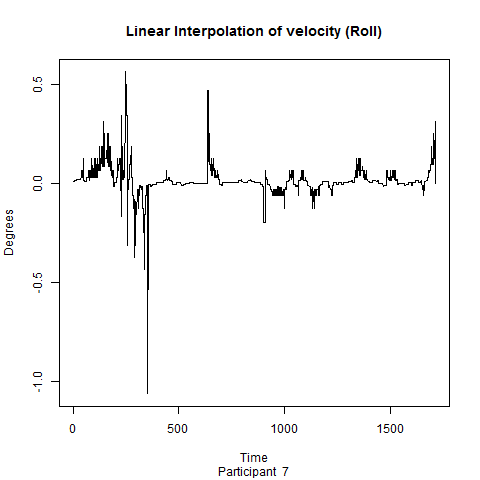 Linear Interpolation of velocity (Roll)
Degrees
0.5
0.0
-0.5
-1.0
0 500 1000 1500
Time
Participant 7